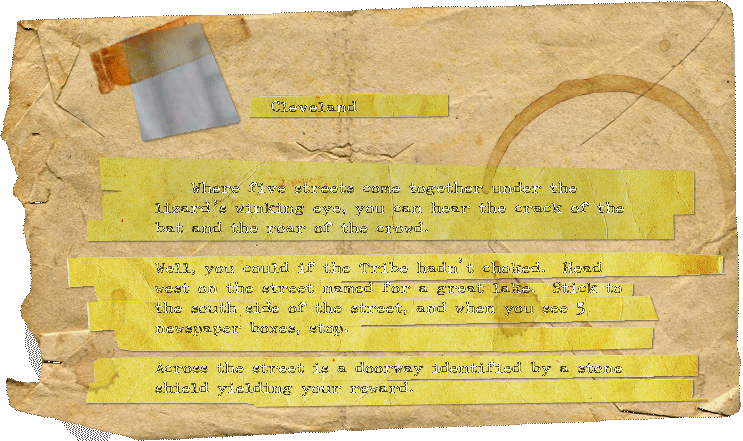 Cleveland
Where five streets come together under the
lizard's winking eye, you can hear the crack of the
bat and the roar of the crowd.
Well, you could if the Tribe hadn't choked. Head
west on the street named for a great lake. Stick to
the south side of the street, and when you see 5
newspaper boxes, stop.
Across the street is a doorway identified by a stone
shield yielding your reward.